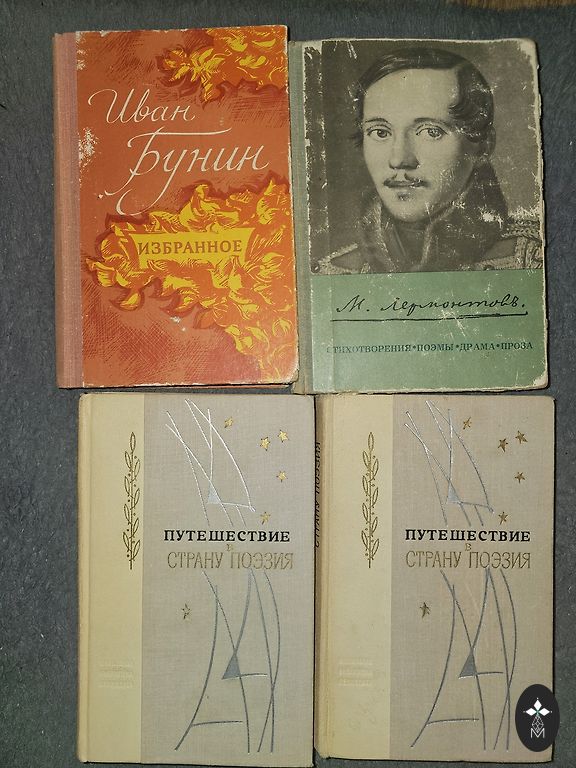 Иван
Бунин
ИЗБРАННОЕ
М. Лермонтовъ.
СТИХОТВОРЕНИЯ•ПОЭМЫ•ДРАМА•ПРОЗА
ПУТЕШЕСТВИЕ
В
СТРАНУ ПОЭЗИЯ
ПУТЕШЕСТВИЕ
В
СТРАНУ ПОЭЗИЯ
М